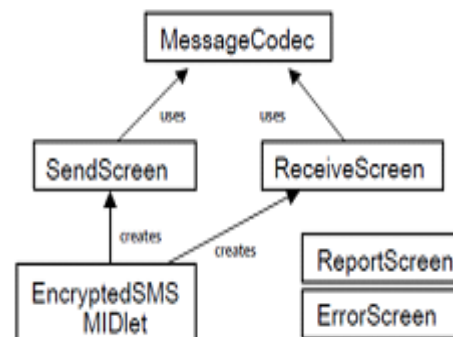 MessageCodec
uses
uses
SendScreen
ReceiveScreen
creates
creates
EncryptedSMS
MIDlet
ReportScreen
ErrorScreen